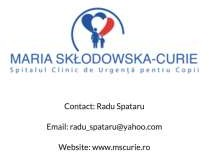 MARIA SKŁODOWSKA-CURIE
Spitalul Clinic de Urgență pentru Copii
Contact: Radu Spataru
Email: radu_spataru@yahoo.com
Website: www.mscurie.ro